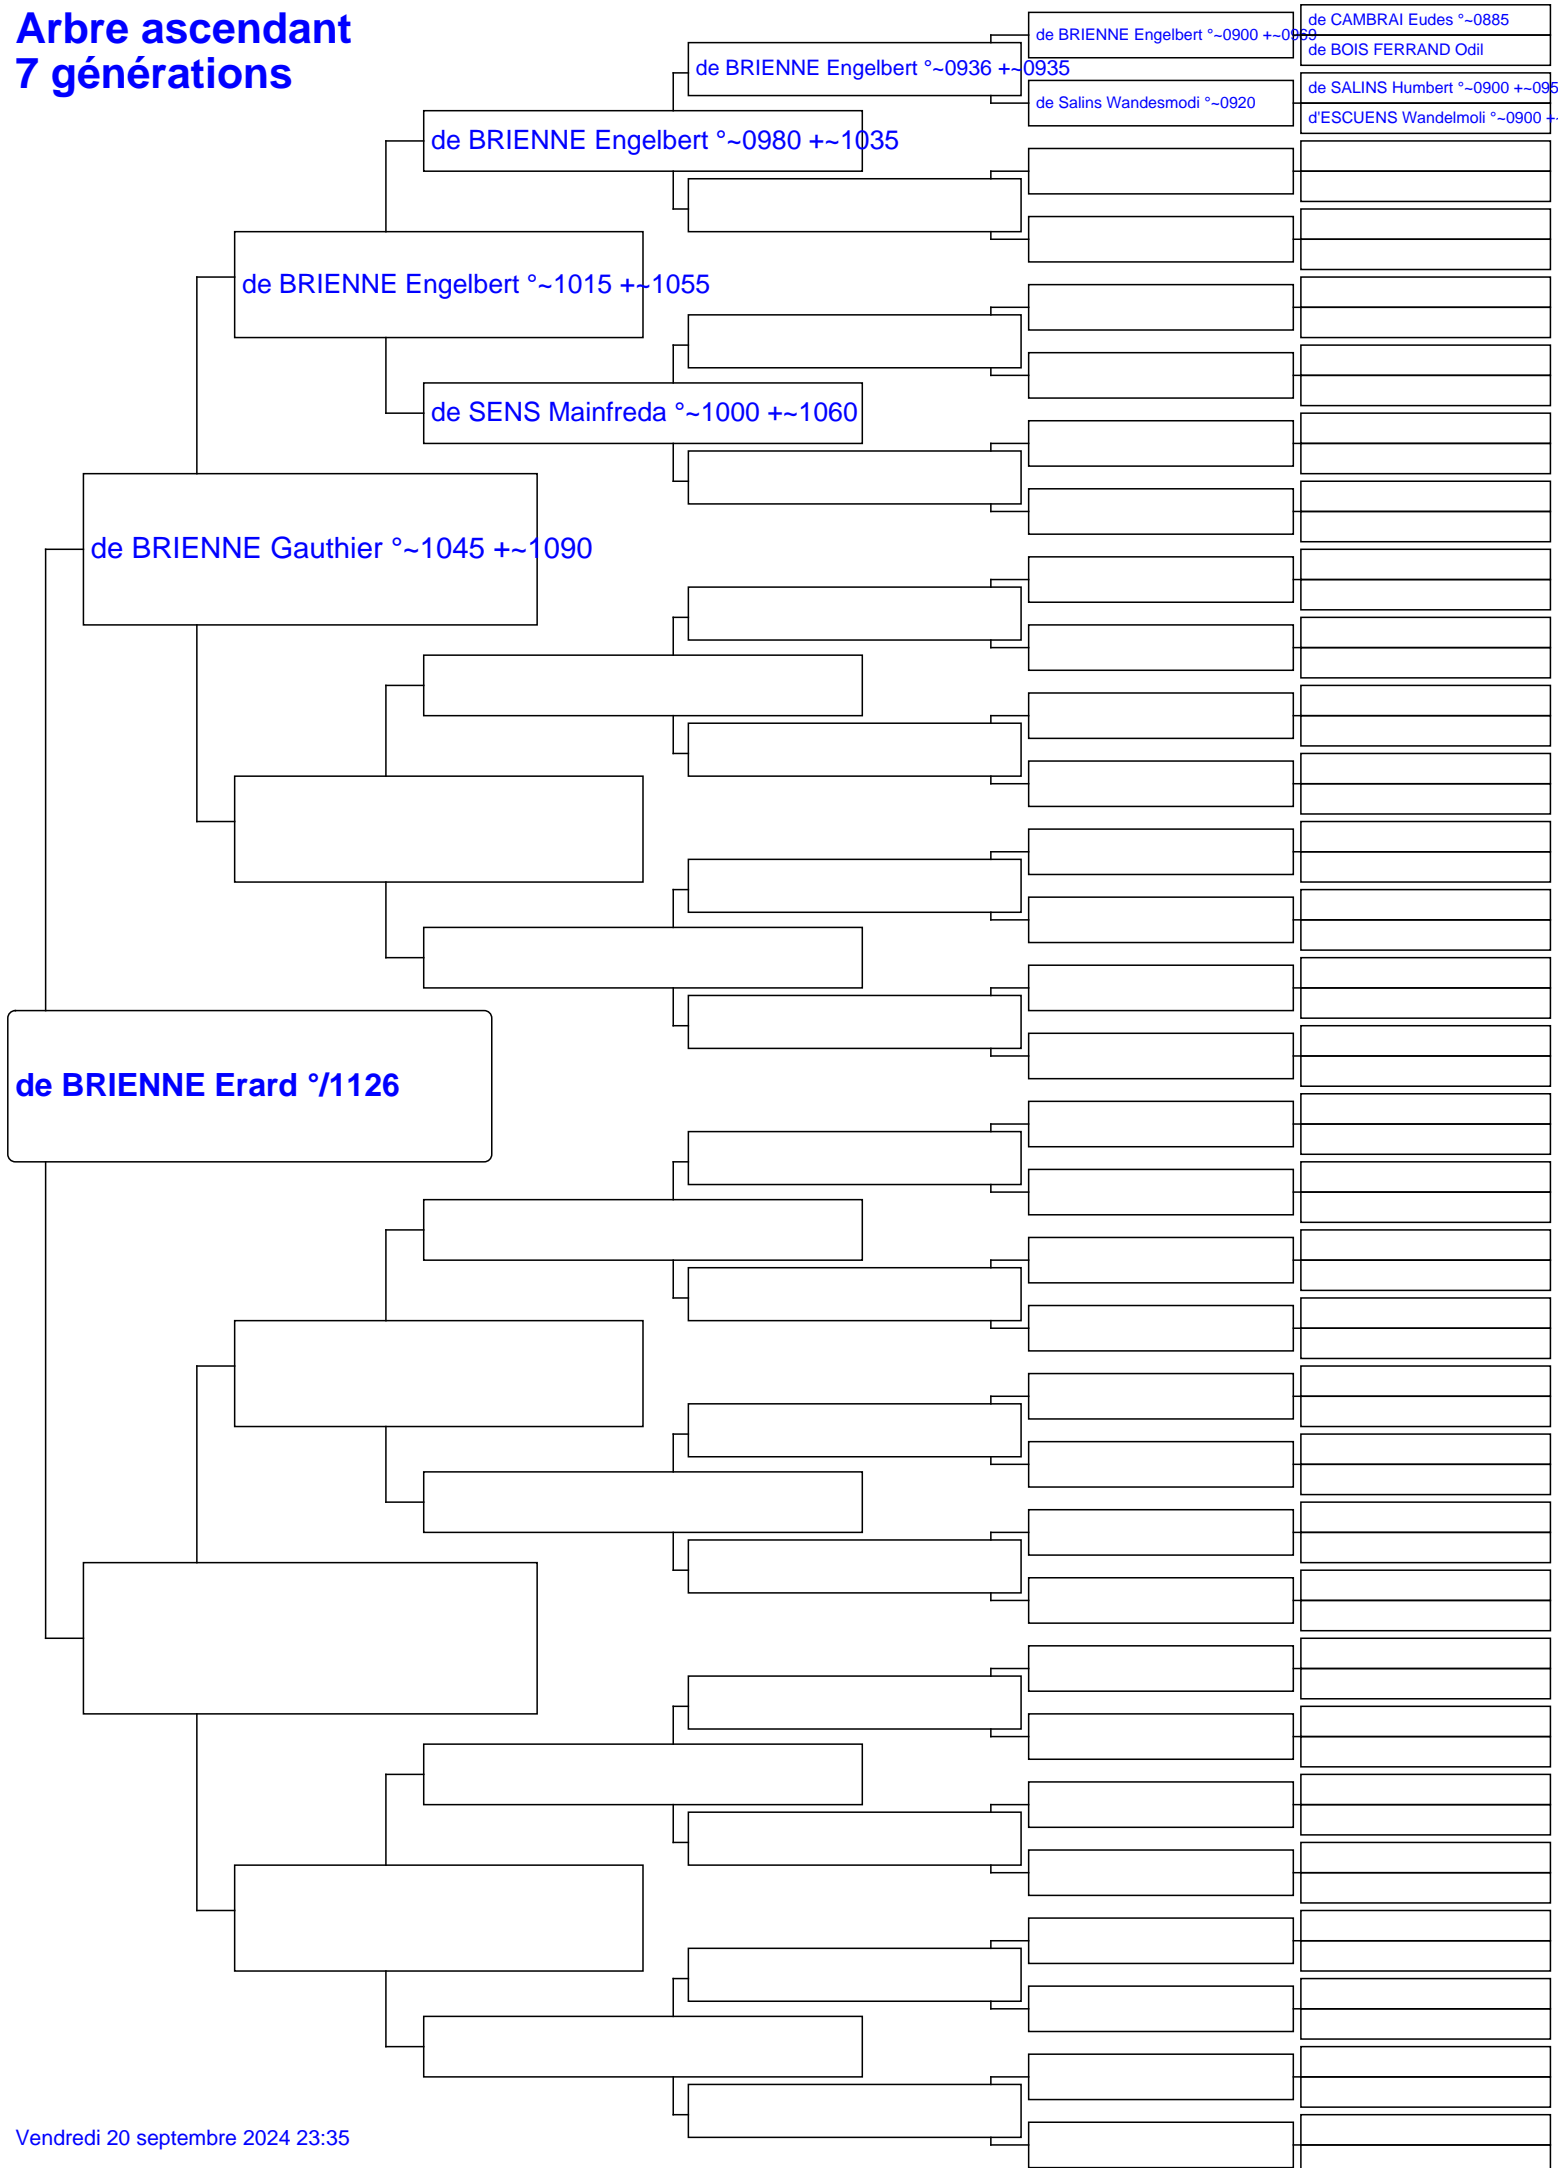 Arbre ascendant
7 générations
de CAMBRAI Eudes °~0885
de BRIENNE Engelbert °~0900 +~0969
de BOIS FERRAND Odil
de BRIENNE Engelbert °~0936 +~0935
de SALINS Humbert °~0900 +~095
de Salins Wandesmodi °~0920
d'ESCUENS Wandelmoli °~0900 +~
de BRIENNE Engelbert °~0980 +~1035
de BRIENNE Engelbert °~1015 +~1055
de SENS Mainfreda °~1000 +~1060
de BRIENNE Gauthier °~1045 +~1090
de BRIENNE Erard °/1126
Vendredi 20 septembre 2024 23:35